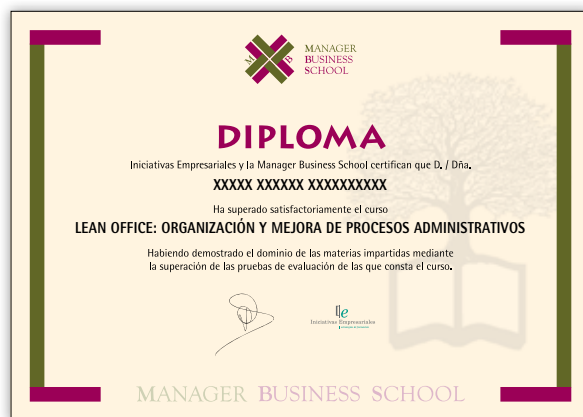 M B
MANAGER
BUSINESS
SCHOOL
DIPLOMA
Iniciativas Empresariales y la Manager Business School certifican que D. / Dña.
XXXXX XXXXXX XXXXXXXXXX
Ha superado satisfactoriamente el curso
LEAN OFFICE: ORGANIZACIÓN Y MEJORA DE PROCESOS ADMINISTRATIVOS
Habiendo demostrado el dominio de las materias impartidas mediante
la superación de las pruebas de evaluación de las que consta el curso.
Iniciativas Empresariales
MANAGER BUSINESS SCHOOL